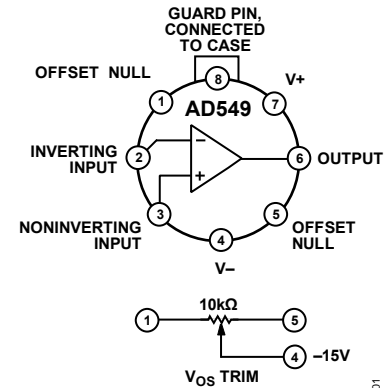 GUARD PIN,
CONNECTED
TO CASE
OFFSET NULL
8
V+
1
AD549
7
INVERTING
INPUT
2
−
6
OUTPUT
+
NONINVERTING
INPUT
3
5
OFFSET
NULL
4
V–
10kΩ
1
5
4
–15V
VOS TRIM